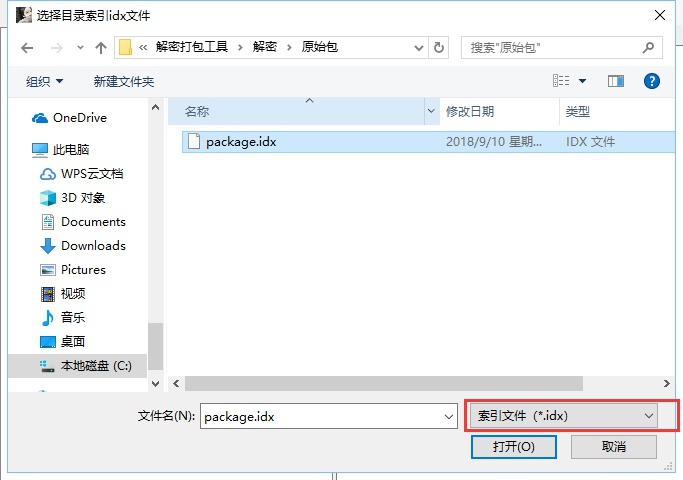 选择目录索引idx文件
« 解密打包工具 › 解密 › 原始包
搜索"原始包"
组织
新建文件夹
名称 修改日期 类型
package.idx 2018/9/10 星期... IDX 文件
OneDrive
此电脑
WPS云文档
3D 对象
Documents
Downloads
Pictures
视频
音乐
桌面
本地磁盘 (C:)
文件名(N): package.idx 索引文件 (*.idx)
打开(O) 取消